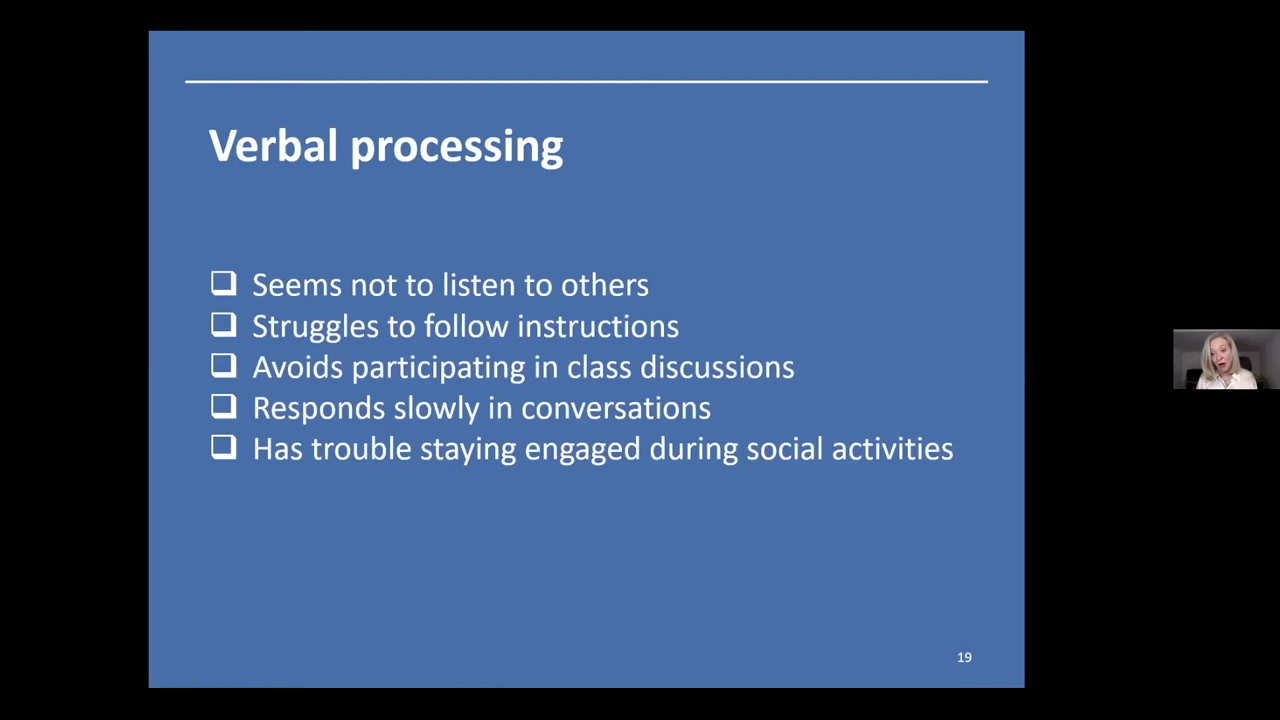 Verbal processing
Seems not to listen to others
Struggles to follow instructions
Avoids participating in class discussions
Responds slowly in conversations
Has trouble staying engaged during social activities
19